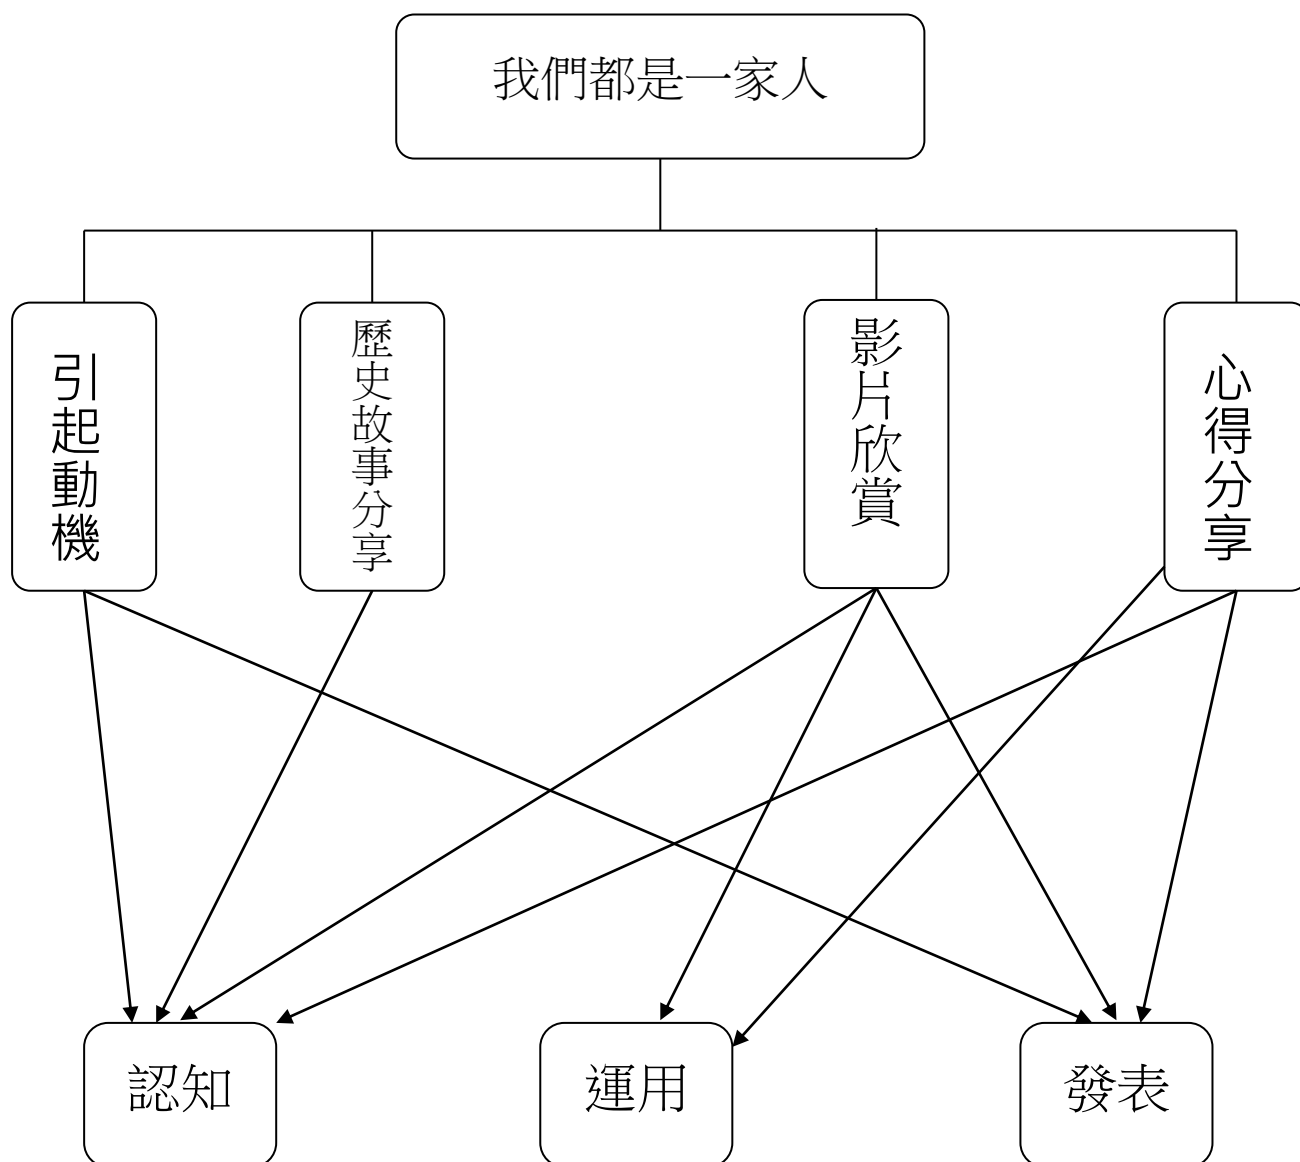 我們都是一家人
引起動機
歷史故事分享
影片欣賞
心得分享
認知
運用
發表